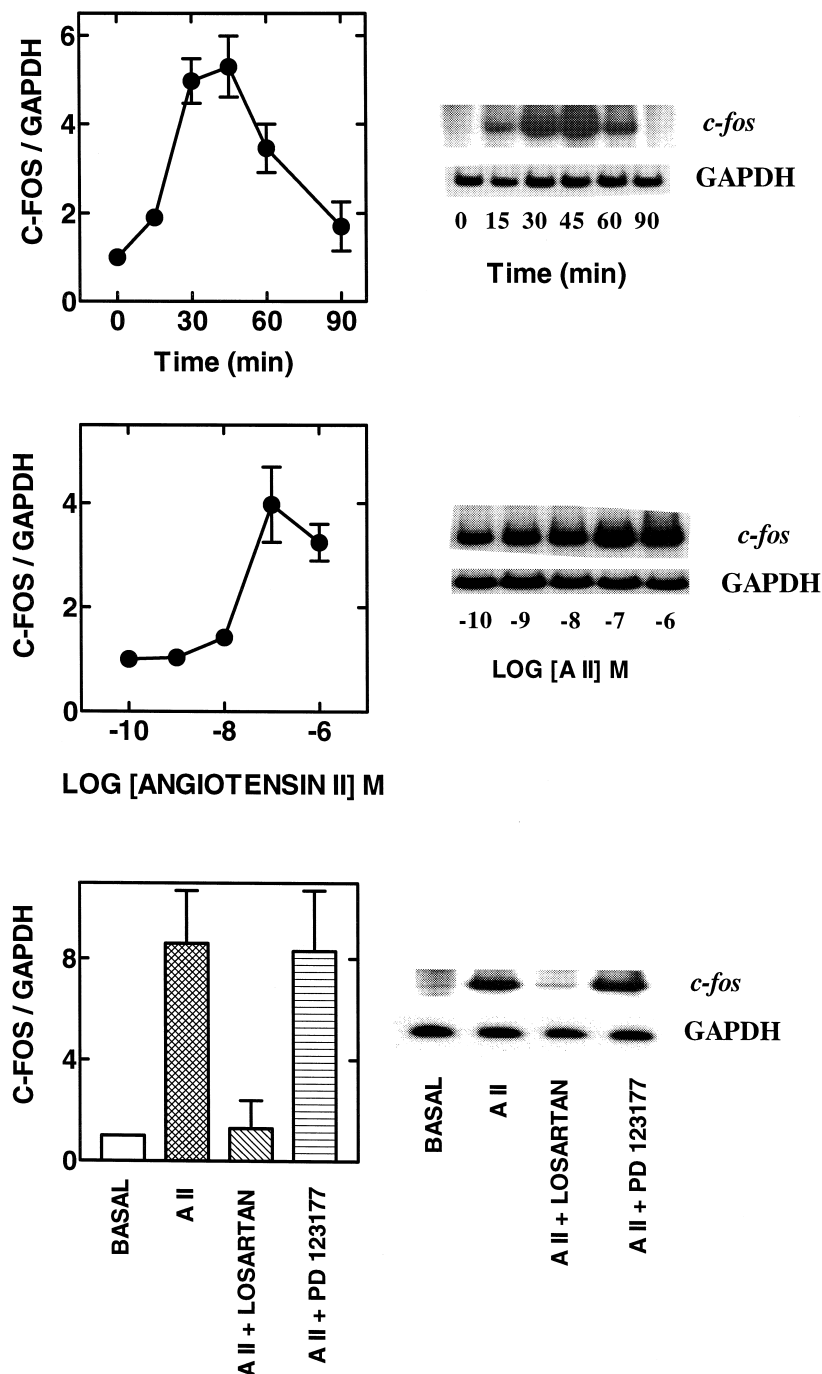 C-FOS / GAPDH
6
4
2
0
0 30 60 90
Time (min)
c-fos
GAPDH
0 15 30 45 60 90
Time (min)
C-FOS / GAPDH
4
2
0
-10 -8 -6
LOG [ANGIOTENSIN II] M
c-fos
GAPDH
-10 -9 -8 -7 -6
LOG [A II] M
C-FOS / GAPDH
8
4
0
BASAL
A II
A II + LOSARTAN
A II + PD 123177
c-fos
GAPDH
BASAL
A II
A II + LOSARTAN
A II + PD 123177